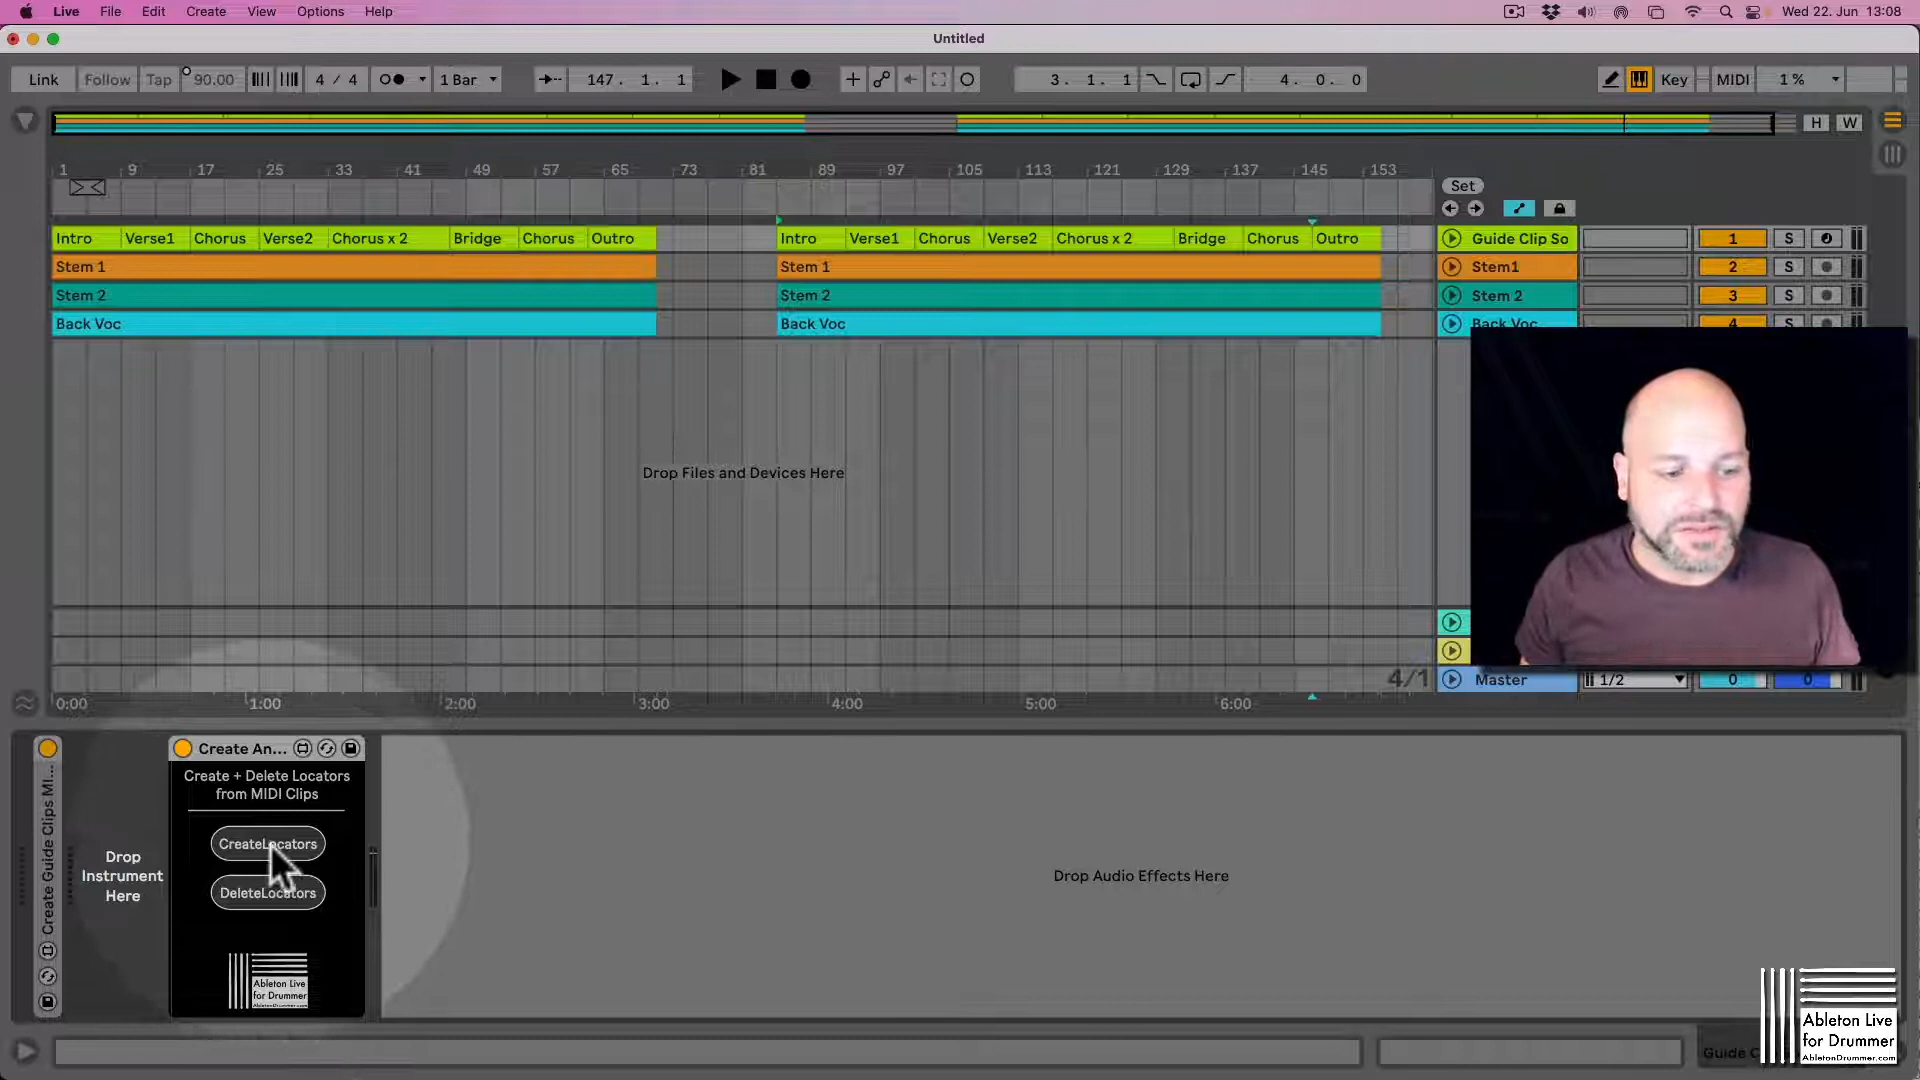 Live File Edit Create View Options Help Wed 22. Jun 13:08
Untitled
Link Follow Tap 90.00 4 / 4 1 Bar 147. 1. 1 3. 1. 1 4. 0. 0 Key MIDI 1 %
H W
1 9 17 25 33 41 49 57 65 73 81 89 97 105 113 121 129 137 145 153
Set
Intro Verse1 Chorus Verse2 Chorus x 2 Bridge Chorus Outro Intro Verse1 Chorus Verse2 Chorus x 2 Bridge Chorus Outro Guide Clip So 1 S
Stem 1 Stem 1 Stem1 2 S
Stem 2 Stem 2 Stem 2 3 S
Back Voc Back Voc Back Voc 4 S
Drop Files and Devices Here
4/1 Master 1/2 0 0
0:00 1:00 2:00 3:00 4:00 5:00 6:00
Create Guide Clips MI...
Drop
Instrument
Here
Create An...
Create + Delete Locators
from MIDI Clips
CreateLocators
DeleteLocators
Ableton Live
for Drummer
AbletonDrummer.com
Drop Audio Effects Here
Ableton Live
for Drummer
AbletonDrummer.com